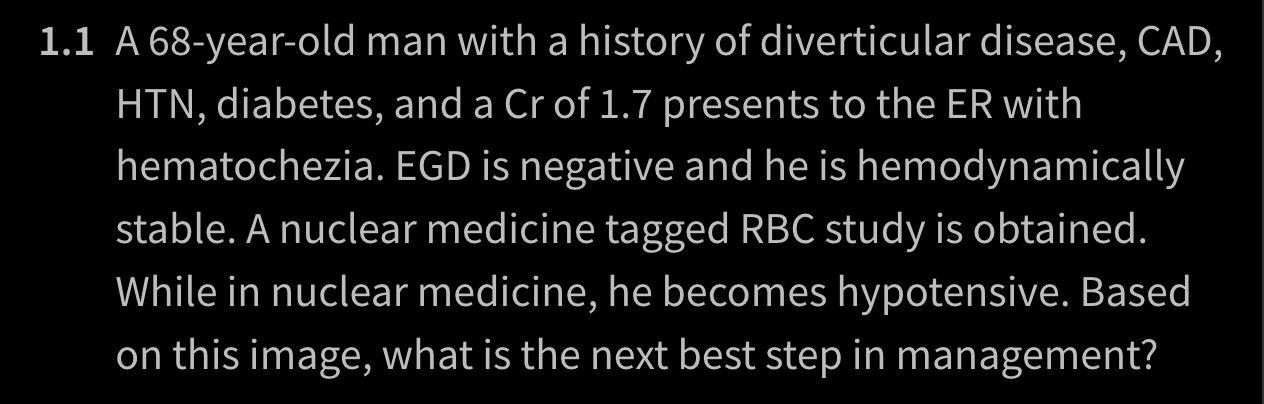 1.1 A 68-year-old man with a history of diverticular disease, CAD,
HTN, diabetes, and a Cr of 1.7 presents to the ER with
hematochezia. EGD is negative and he is hemodynamically
stable. A nuclear medicine tagged RBC study is obtained.
While in nuclear medicine, he becomes hypotensive. Based
on this image, what is the next best step in management?